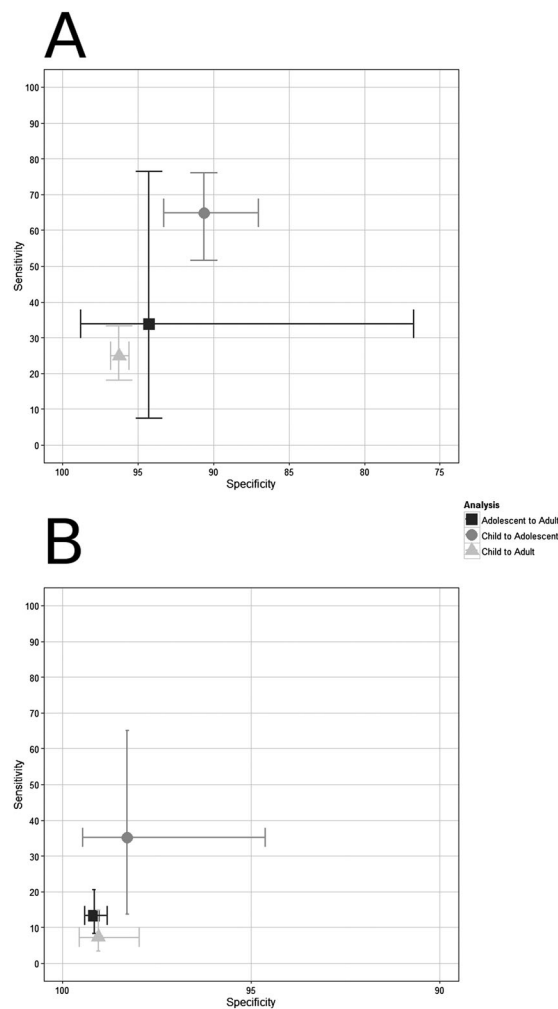 A
100
90
80
70
60
50
40
30
20
10
0
Sensitivity
100 95 90 85 80 75
Specificity
B
Analysis
Adolescent to Adult
Child to Adolescent
Child to Adult
100
90
80
70
60
50
40
30
20
10
0
Sensitivity
100 95 90
Specificity